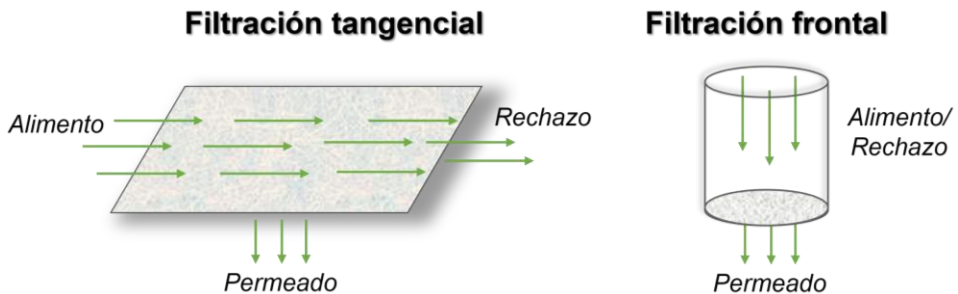 Filtración tangencial
Filtración frontal
Alimento
Rechazo
Permeado
Alimento/
Rechazo
Permeado